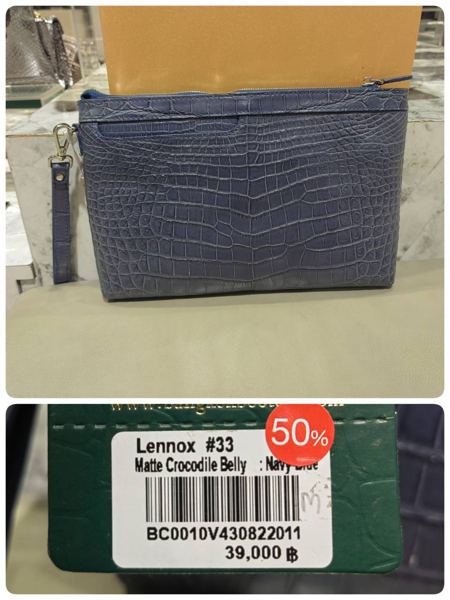 50%
Lennox #33
Matte Crocodile Belly : Navy Blue
BC0010V430822011
39,000 ฿